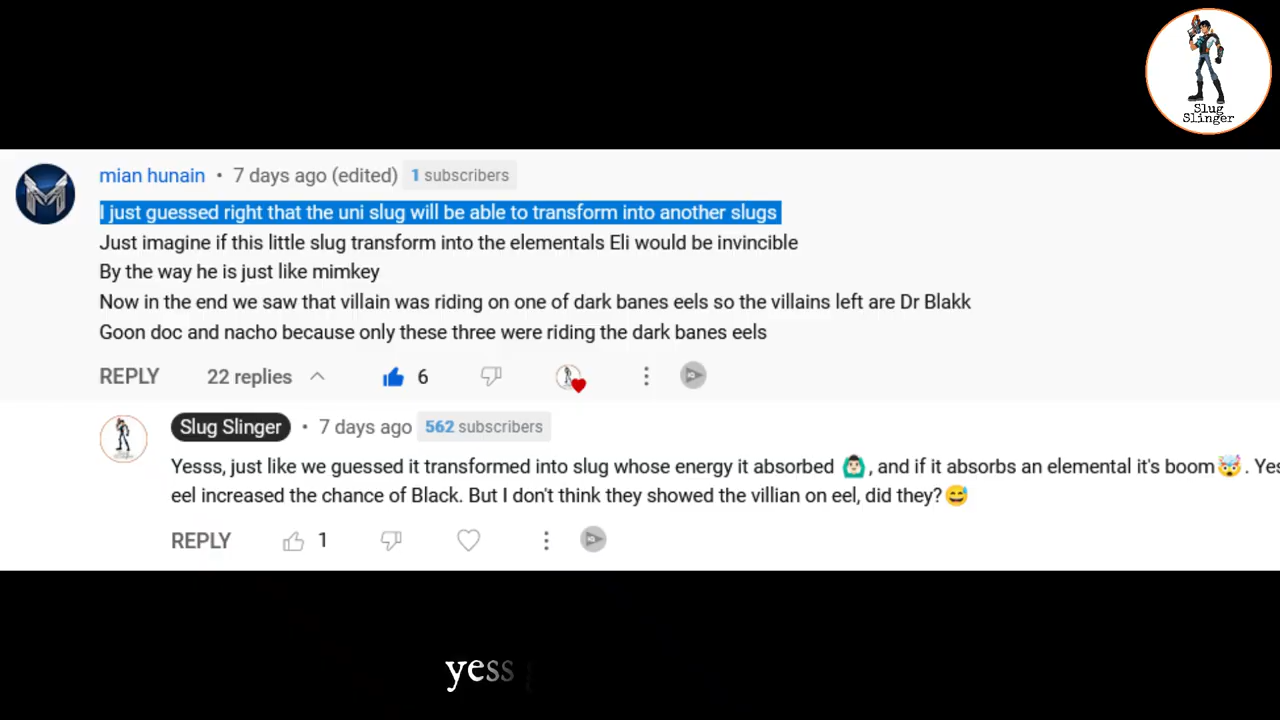 Slug
Slinger
mian hunain • 7 days ago (edited) 1 subscribers
I just guessed right that the uni slug will be able to transform into another slugs
Just imagine if this little slug transform into the elementals Eli would be invincible
By the way he is just like mimkey
Now in the end we saw that villain was riding on one of dark banes eels so the villains left are Dr Blakk
Goon doc and nacho because only these three were riding the dark banes eels
REPLY 22 replies 6
Slug Slinger • 7 days ago 562 subscribers
Yesss, just like we guessed it transformed into slug whose energy it absorbed 🙆🏻‍♂️, and if it absorbs an elemental it's boom🤯. Yes
eel increased the chance of Black. But I don't think they showed the villian on eel, did they?😅
REPLY 1
yess